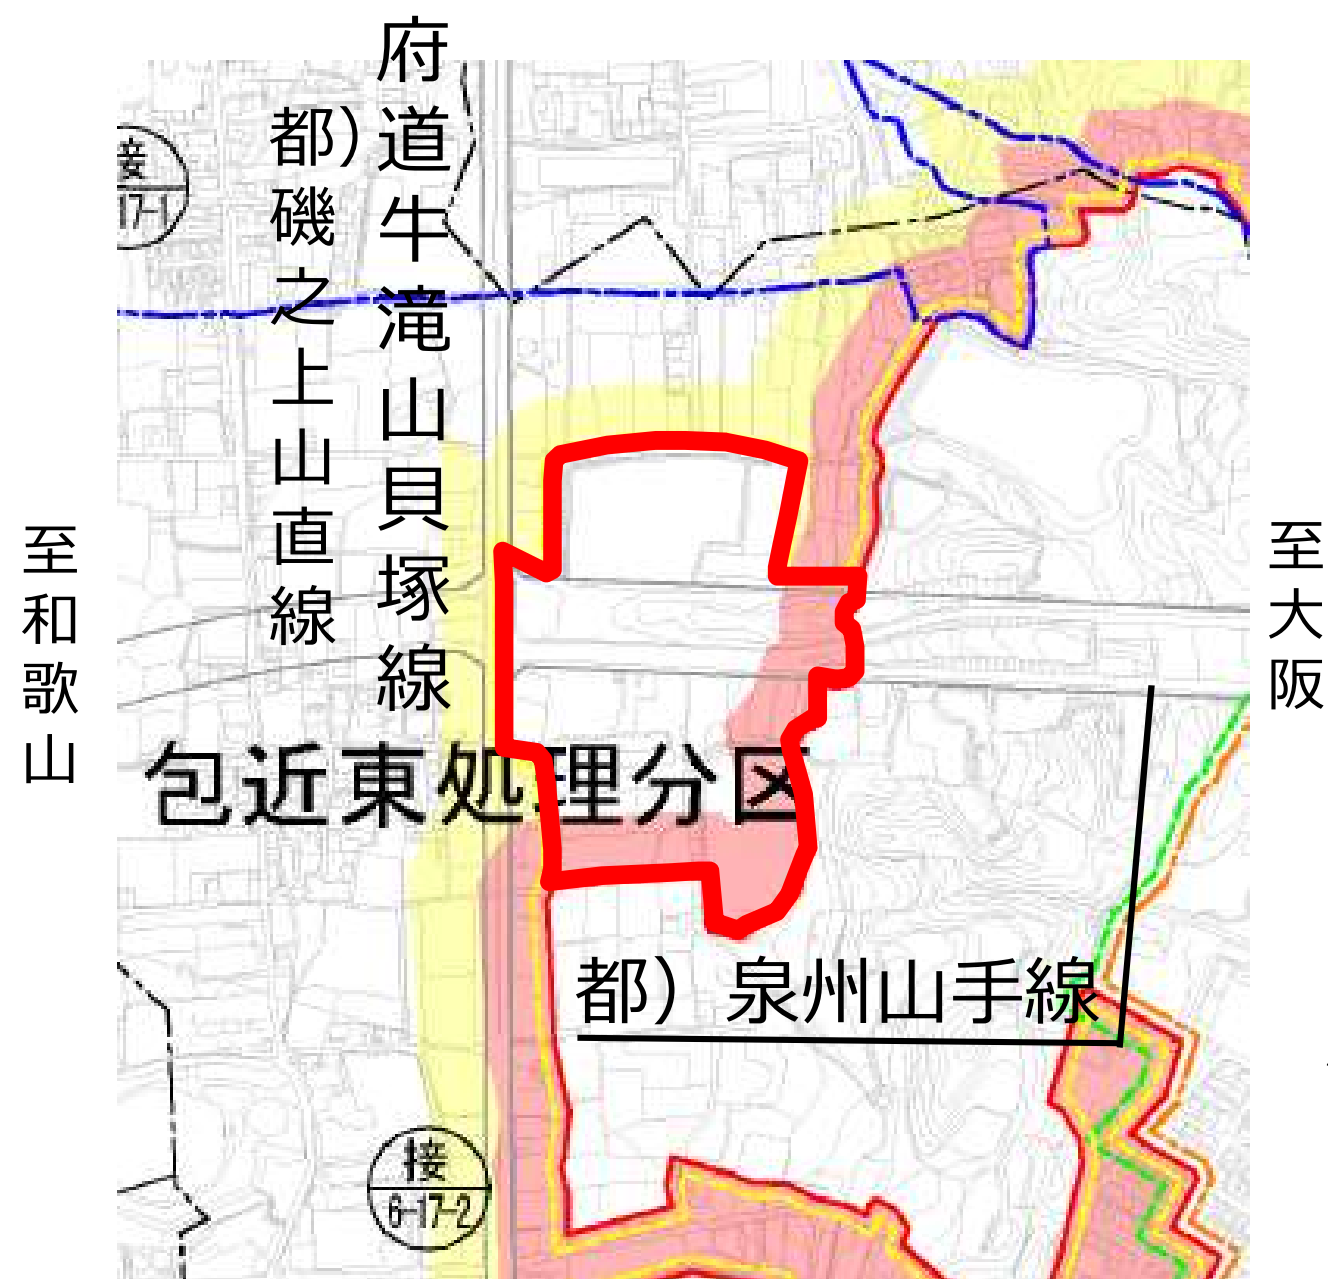 府道牛滝山貝塚線
都）磯之上山直線
接
17-1
至和歌山
至大阪
包近東処理分区
都）泉州山手線
接
6-17-2